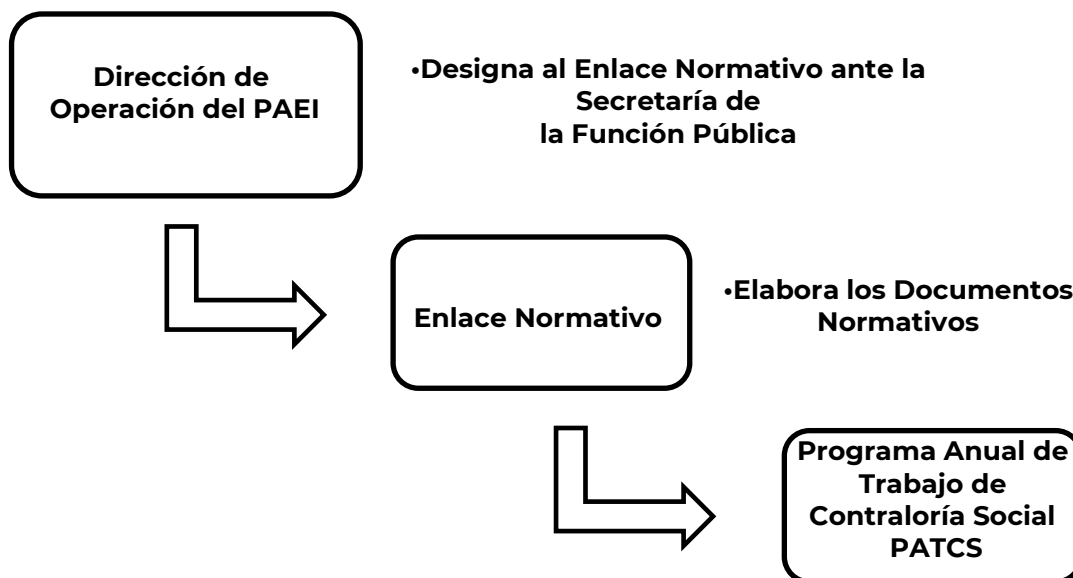 Dirección de
Operación del PAEI
•Designa al Enlace Normativo ante la
Secretaría de
la Función Pública
Enlace Normativo
•Elabora los Documentos
Normativos
Programa Anual de
Trabajo de
Contraloría Social
PATCS